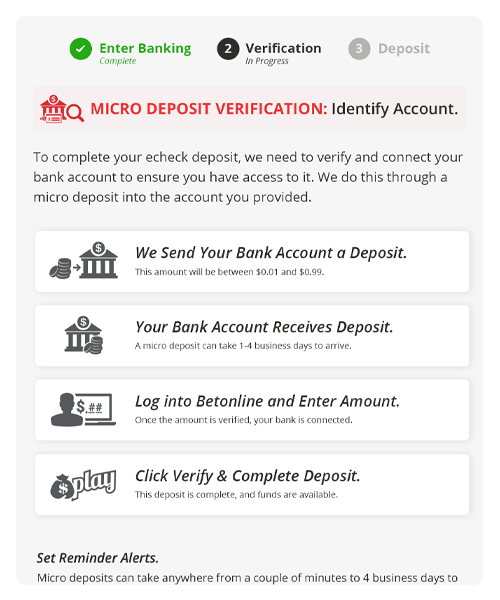 Enter Banking
Complete
2 Verification
In Progress
3 Deposit
MICRO DEPOSIT VERIFICATION: Identify Account.
To complete your echeck deposit, we need to verify and connect your
bank account to ensure you have access to it. We do this through a
micro deposit into the account you provided.
$
We Send Your Bank Account a Deposit.
This amount will be between $0.01 and $0.99.
$
Your Bank Account Receives Deposit.
A micro deposit can take 1-4 business days to arrive.
$.##
Log into Betonline and Enter Amount.
Once the amount is verified, your bank is connected.
$ play
Click Verify & Complete Deposit.
This deposit is complete, and funds are available.
Set Reminder Alerts.
Micro deposits can take anywhere from a couple of minutes to 4 business days to